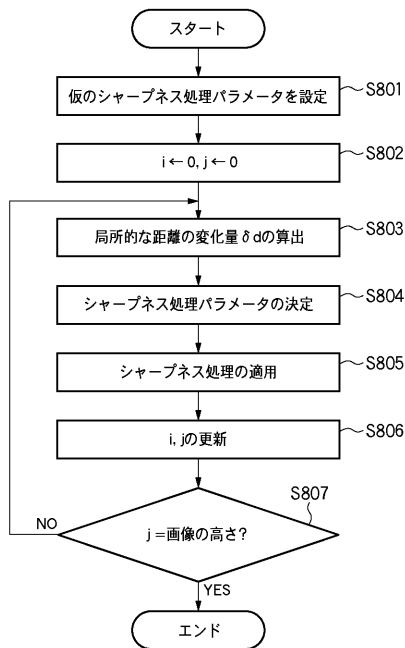 スタート
仮のシャープネス処理パラメータを設定
S801
i ← 0, j ← 0
S802
局所的な距離の変化量δdの算出
S803
シャープネス処理パラメータの決定
S804
シャープネス処理の適用
S805
i, jの更新
S806
S807
j =画像の高さ?
NO
YES
エンド